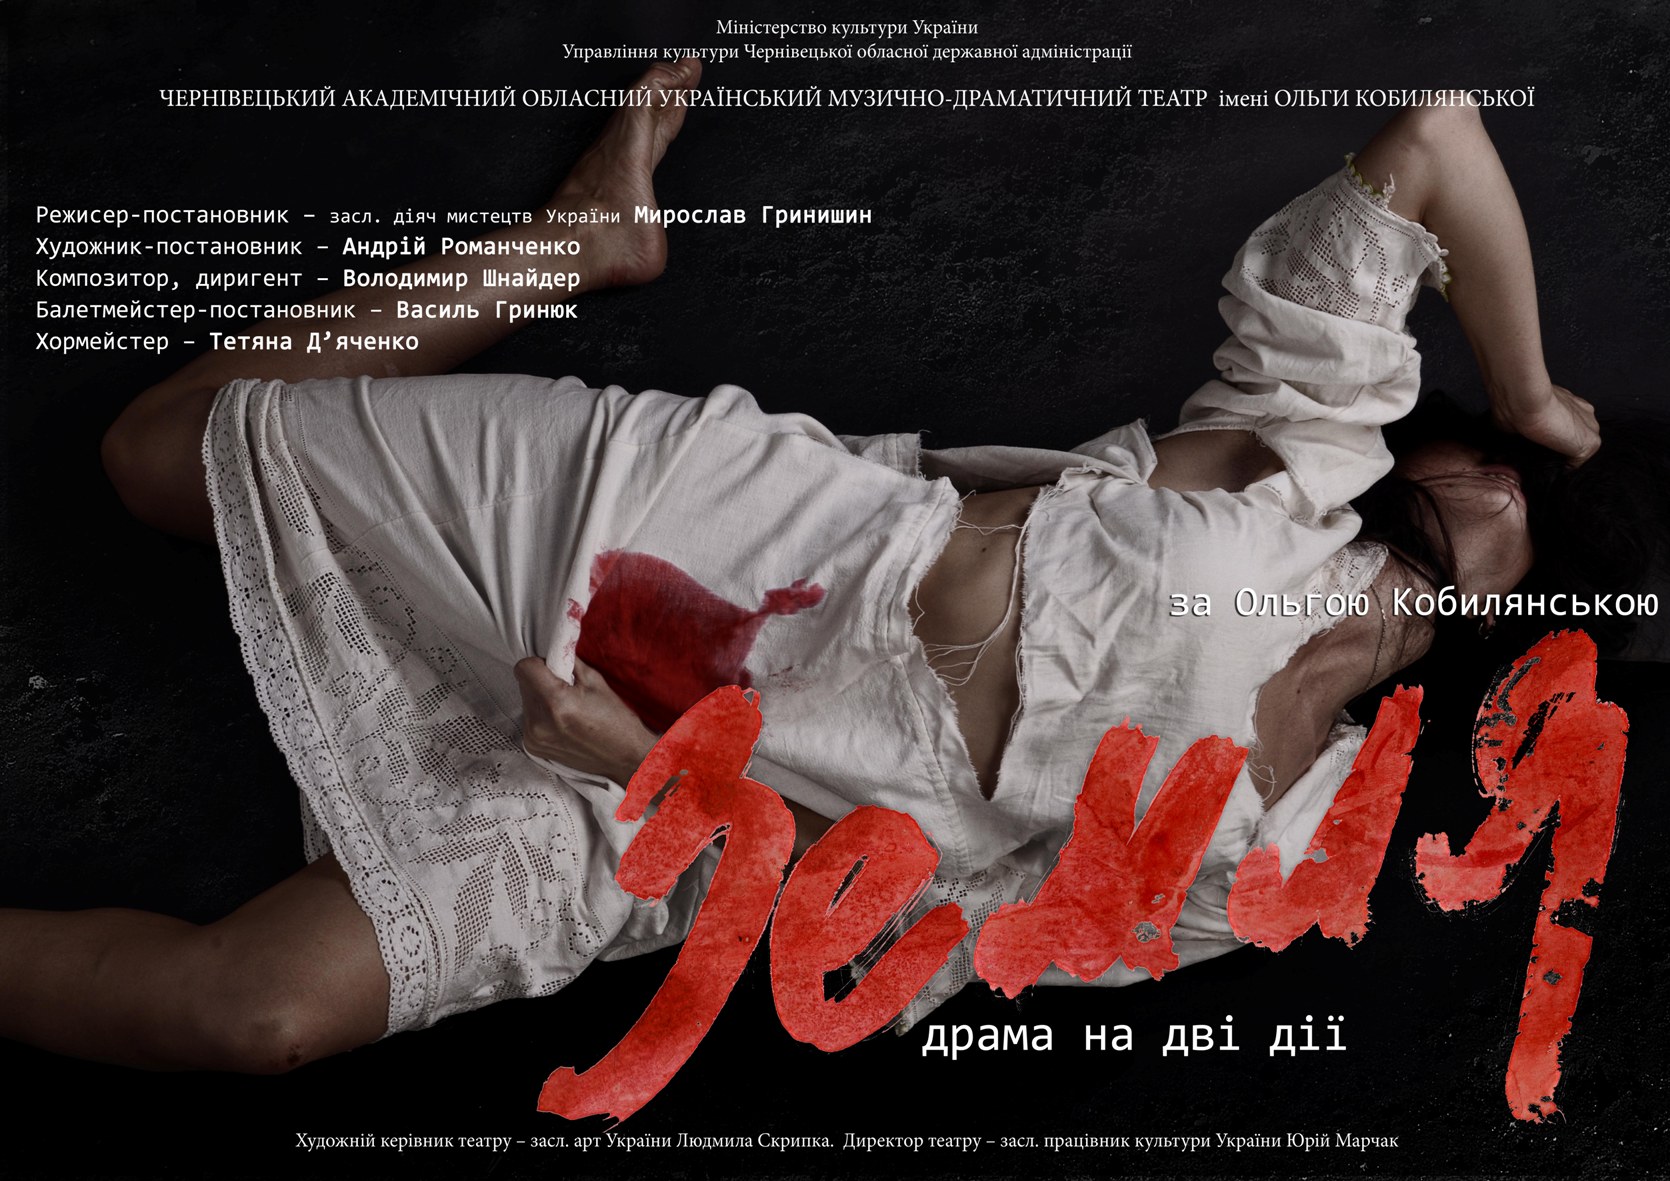 Міністерство культури України
Управління культури Чернівецької обласної державної адміністрації
ЧЕРНІВЕЦЬКИЙ АКАДЕМІЧНИЙ ОБЛАСНИЙ УКРАЇНСЬКИЙ МУЗИЧНО-ДРАМАТИЧНИЙ ТЕАТР імені ОЛЬГИ КОБИЛЯНСЬКОЇ
Режисер-постановник – засл. діяч мистецтв України Мирослав Гринишин
Художник-постановник – Андрій Романченко
Композитор, диригент – Володимир Шнайдер
Балетмейстер-постановник – Василь Гринюк
Хормейстер – Тетяна Д’яченко
за Ольгою Кобилянською
Земля
драма на дві дії
Художній керівник театру – засл. арт України Людмила Скрипка. Директор театру – засл. працівник культури України Юрій Марчак